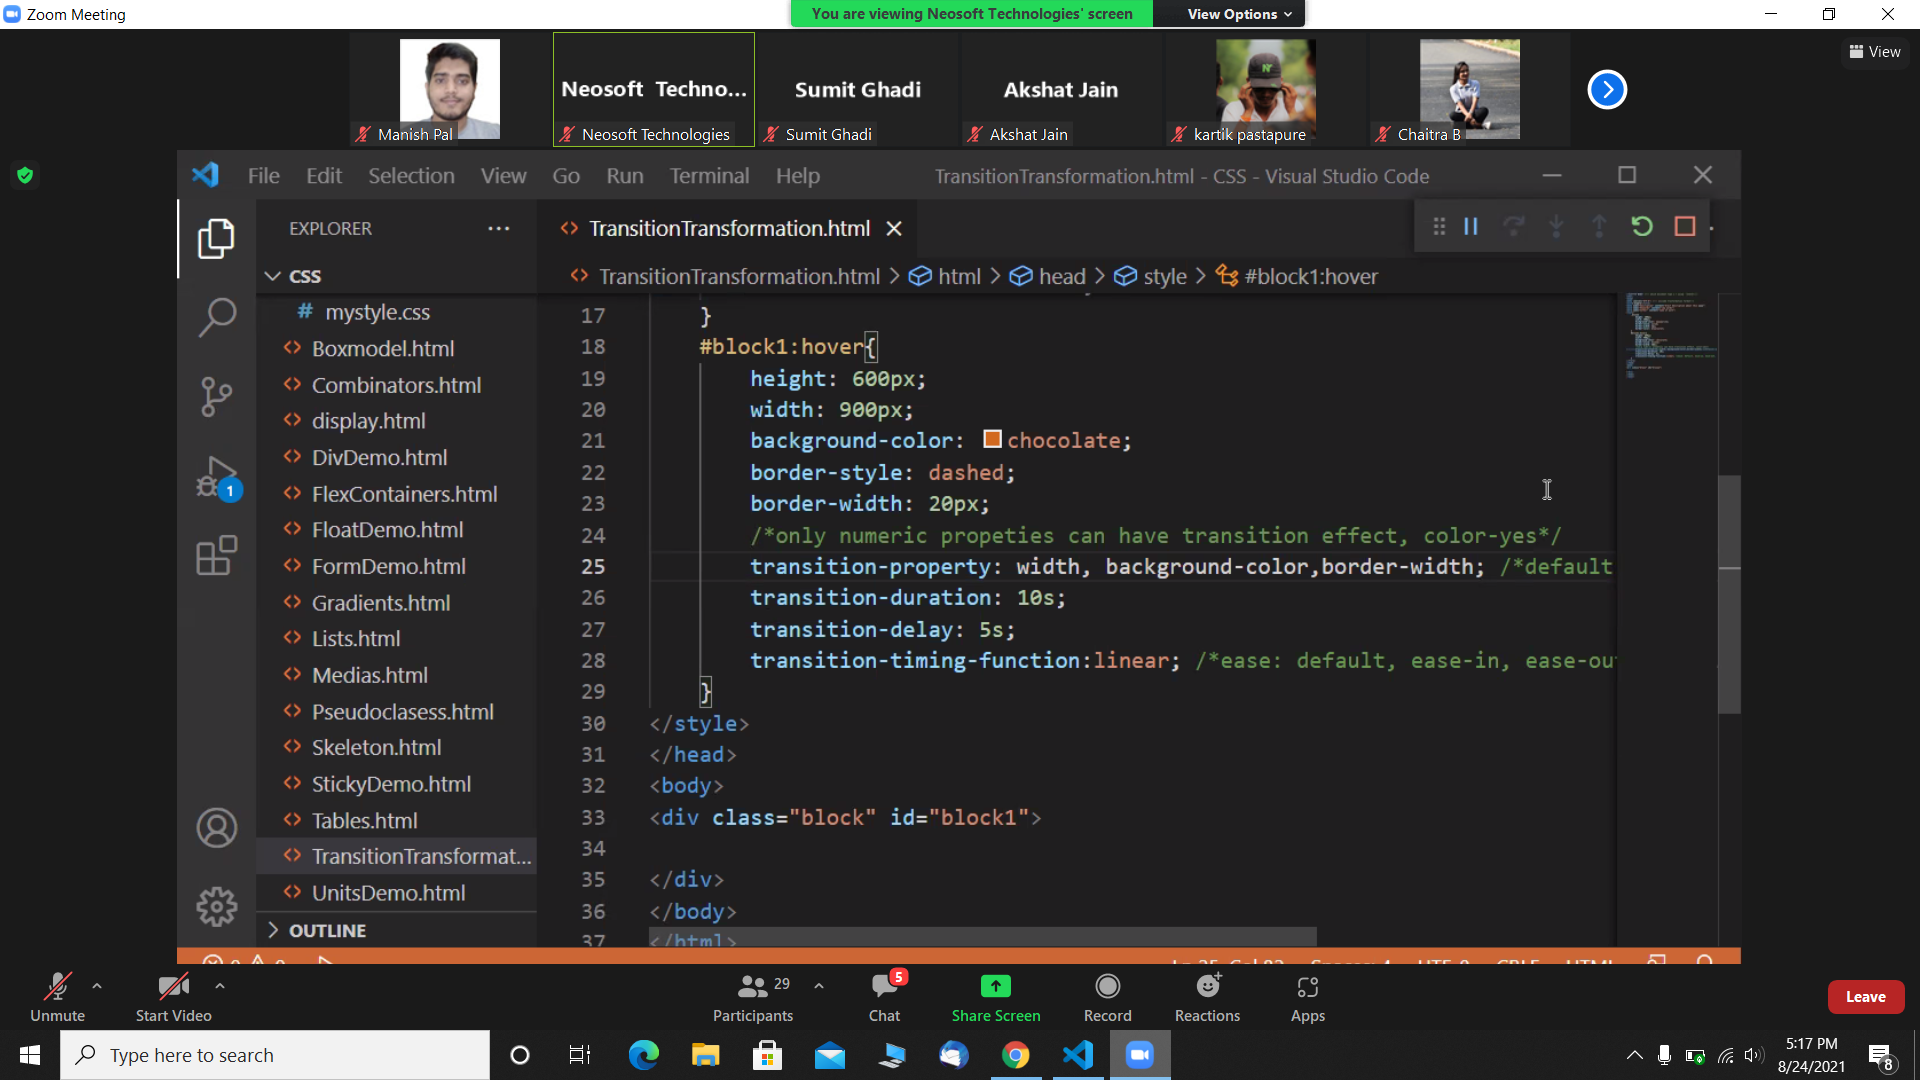 Zoom Meeting
You are viewing Neosoft Technologies' screen
View Options
View
Manish Pal
Neosoft Techno...
Neosoft Technologies
Sumit Ghadi
Sumit Ghadi
Akshat Jain
Akshat Jain
kartik pastapure
Chaitra B
File Edit Selection View Go Run Terminal Help
TransitionTransformation.html - CSS - Visual Studio Code
EXPLORER
TransitionTransformation.html
CSS
TransitionTransformation.html > html > head > style > #block1:hover
# mystyle.css
Boxmodel.html
Combinators.html
display.html
DivDemo.html
FlexContainers.html
FloatDemo.html
FormDemo.html
Gradients.html
Lists.html
Medias.html
Pseudoclasess.html
Skeleton.html
StickyDemo.html
Tables.html
TransitionTransformat...
UnitsDemo.html
OUTLINE
1
17 }
18 #block1:hover{
19 height: 600px;
20 width: 900px;
21 background-color: chocolate;
22 border-style: dashed;
23 border-width: 20px;
24 /*only numeric propeties can have transition effect, color-yes*/
25 transition-property: width, background-color,border-width; /*default
26 transition-duration: 10s;
27 transition-delay: 5s;
28 transition-timing-function:linear; /*ease: default, ease-in, ease-ou
29 }
30 </style>
31 </head>
32 <body>
33 <div class="block" id="block1">
34
35 </div>
36 </body>
37 </html>
Unmute
Start Video
29
Participants
5
Chat
Share Screen
Record
Reactions
Apps
Leave
Type here to search
5:17 PM
8/24/2021
8